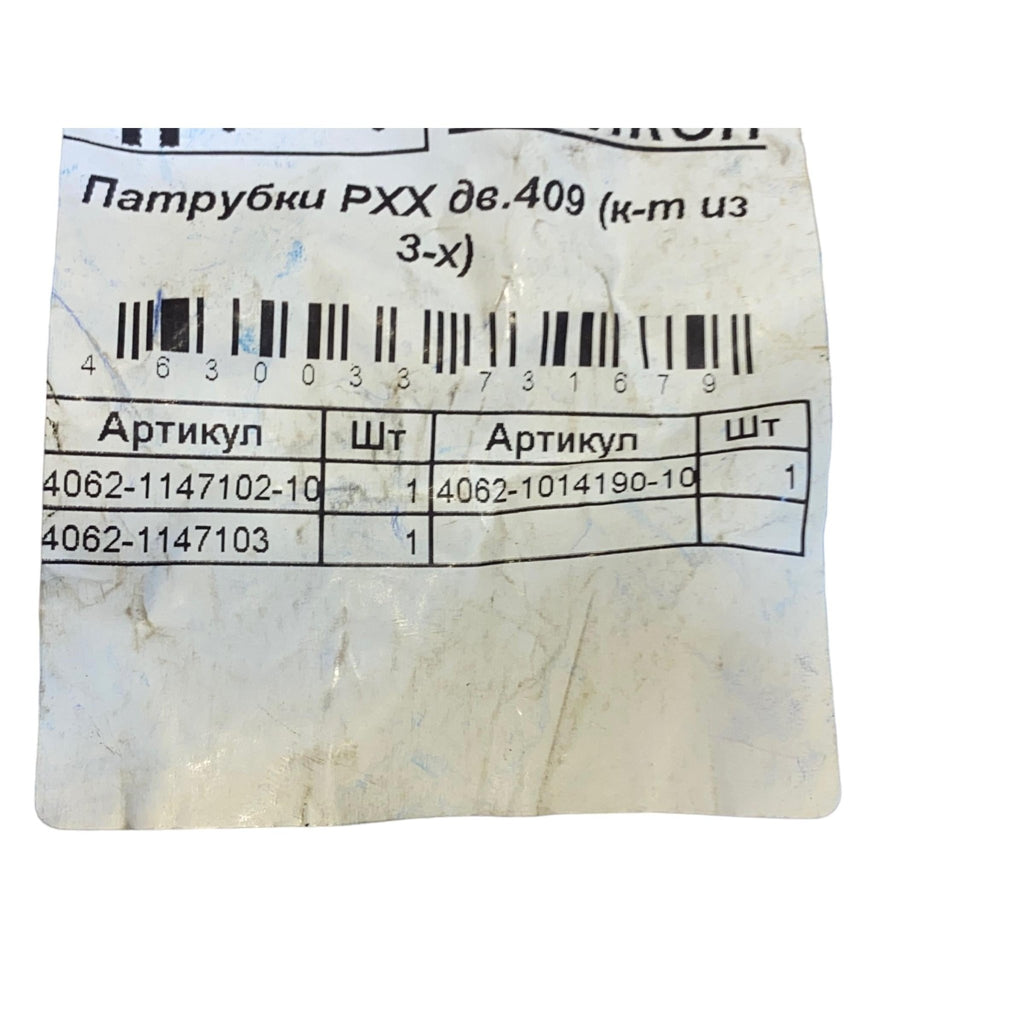 Патрубки РХХ дв.409 (к-т из
3-х)
4 630033 731679
Артикул Шт Артикул Шт
4062-1147102-10 1 4062-1014190-10 1
4062-1147103 1